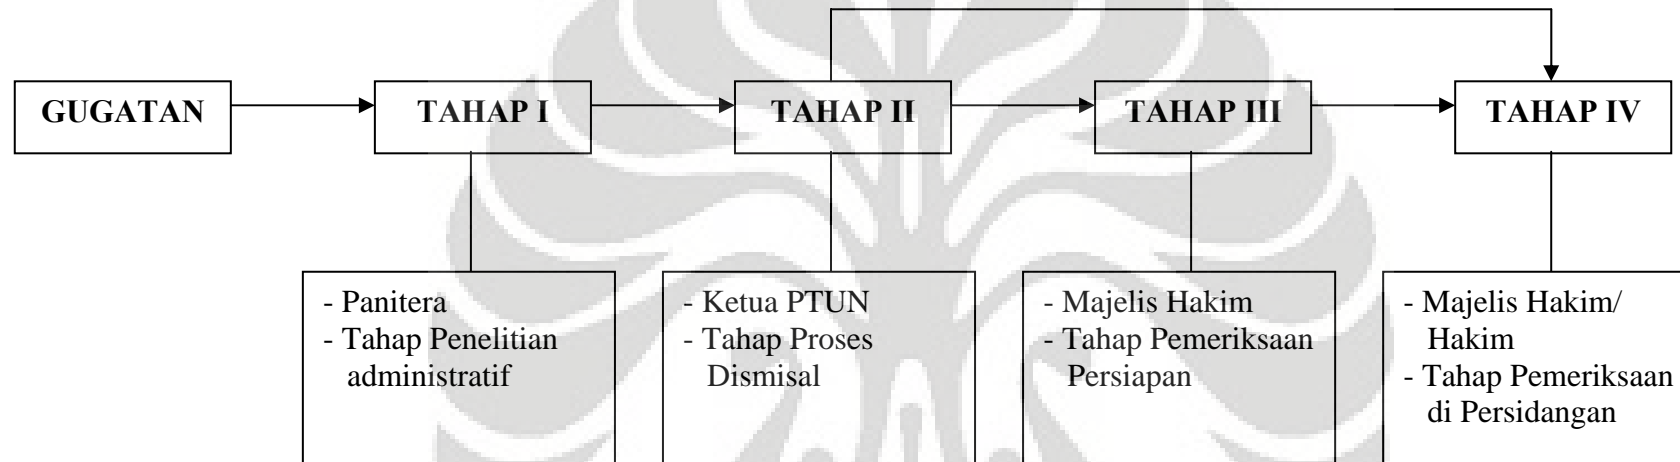 GUGATAN
TAHAP I
TAHAP II
TAHAP III
TAHAP IV
- Panitera
- Tahap Penelitian
administratif
- Ketua PTUN
- Tahap Proses
Dismisal
- Majelis Hakim
- Tahap Pemeriksaan
Persiapan
- Majelis Hakim/
Hakim
- Tahap Pemeriksaan
di Persidangan